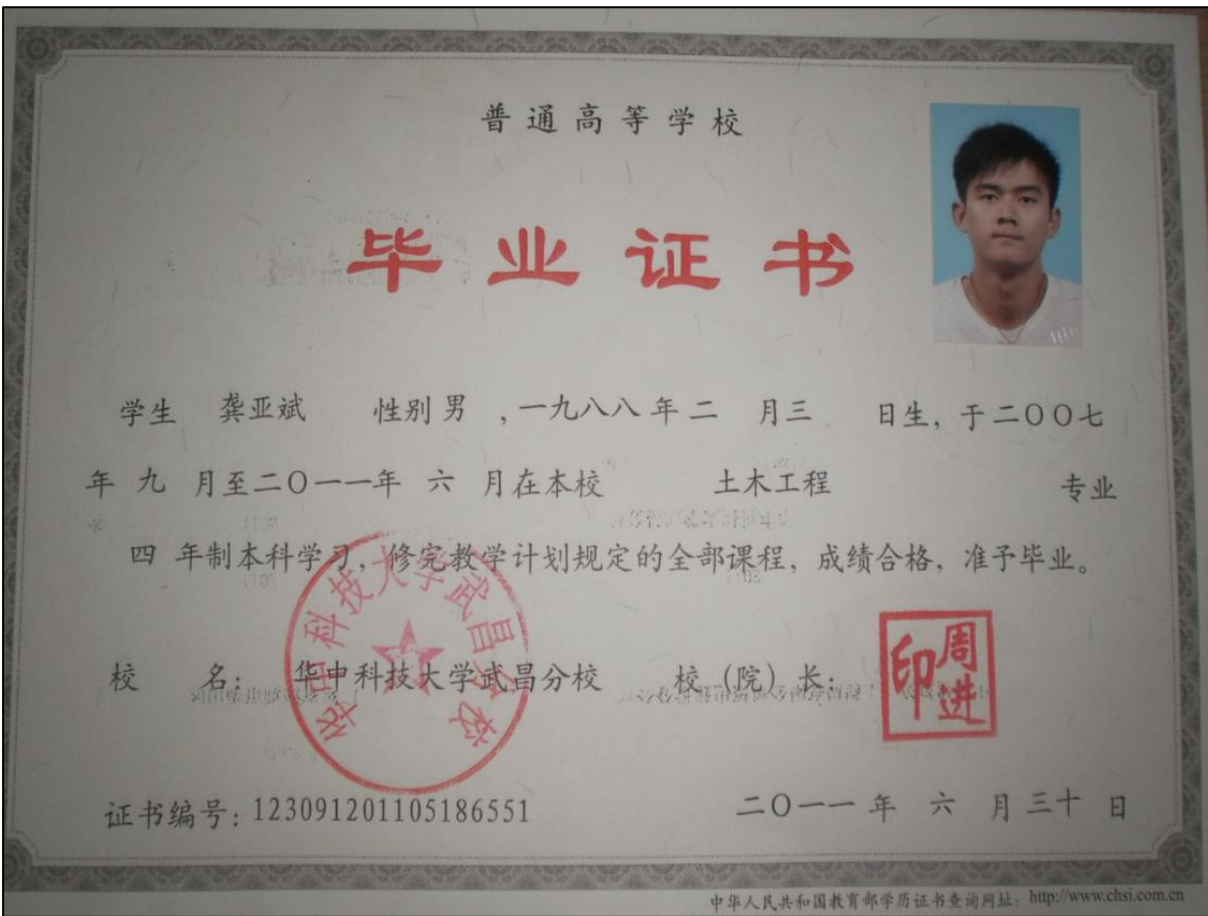 普通高等学校
毕业证书
学生 龚亚斌 性别 男 ，一九八八 年 二 月 三 日生，于二〇〇七
年 九 月至二〇一一年 六 月在本校 土木工程 专业
四 年制本科学习，修完教学计划规定的全部课程，成绩合格，准予毕业。
华中科技大学武昌分校
校 名： 华中科技大学武昌分校 校（院）长：
周进印
证书编号：123091201105186551 二〇一一 年 六 月 三十 日
中华人民共和国教育部学历证书查询网址：http://www.chsi.com.cn